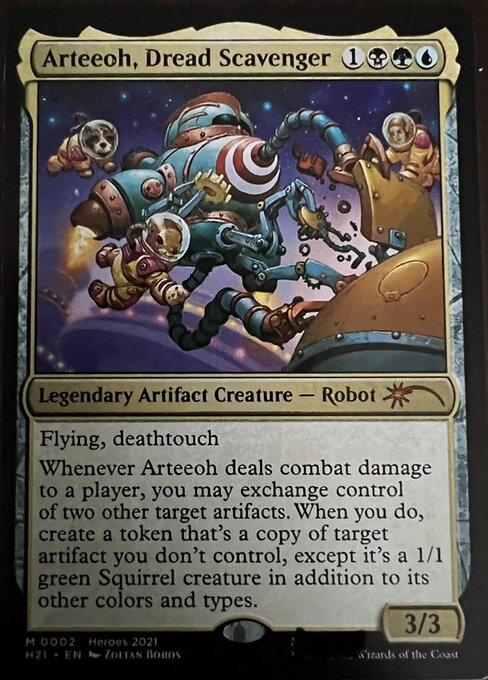 Arteeoh, Dread Scavenger 1
Legendary Artifact Creature — Robot
Flying, deathtouch
Whenever Arteeoh deals combat damage
to a player, you may exchange control
of two other target artifacts. When you do,
create a token that's a copy of target
artifact you don't control, except it's a 1/1
green Squirrel creature in addition to its
other colors and types.
3/3
M 0002 Heroes 2021
H21 • EN Zoltan Boros
Wizards of the Coast